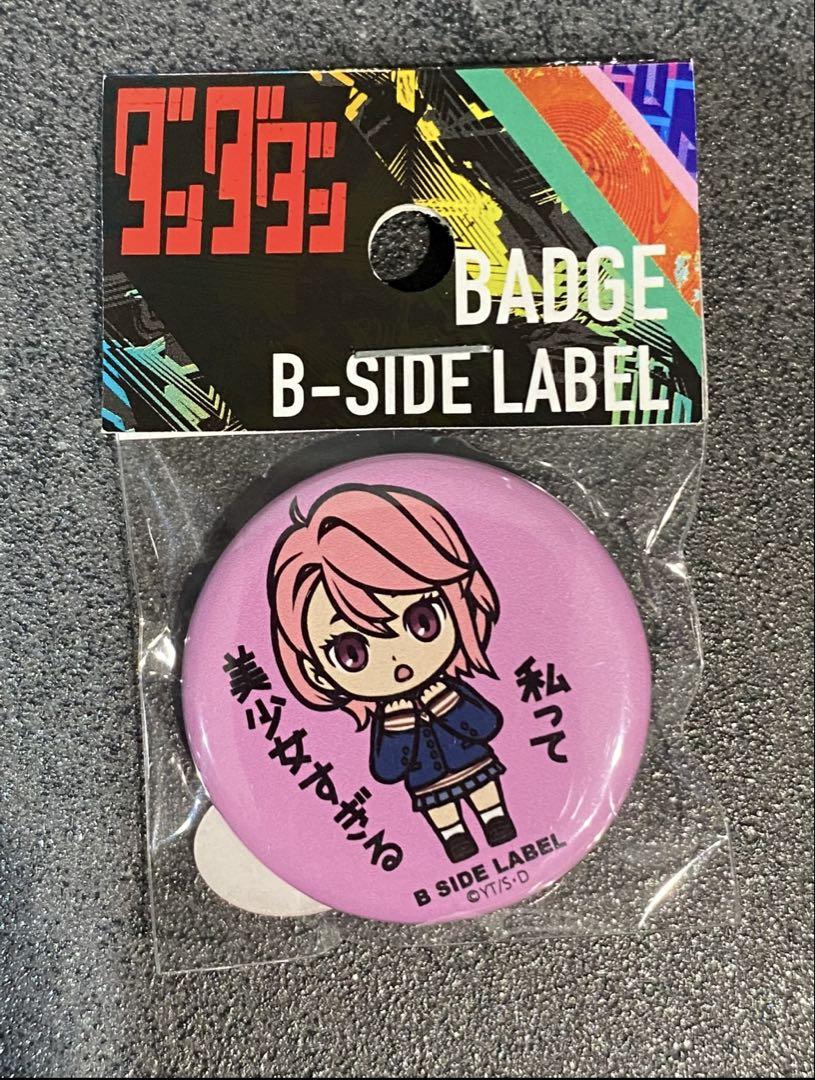 ダンダダン
BADGE
B-SIDE LABEL
私って
美少女すぎる
B SIDE LABEL
©YT/S・D